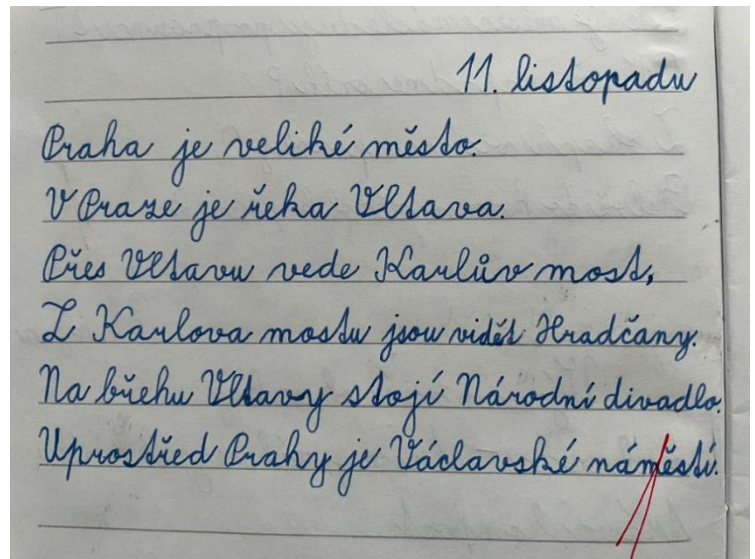 11. listopadu
Praha je veliké město.
V Praze je řeka Vltava.
Přes Vltavu vede Karlův most.
Z Karlova mostu jsou vidět Hradčany.
Na břehu Vltavy stojí Národní divadlo.
Uprostřed Prahy je Václavské náměstí.